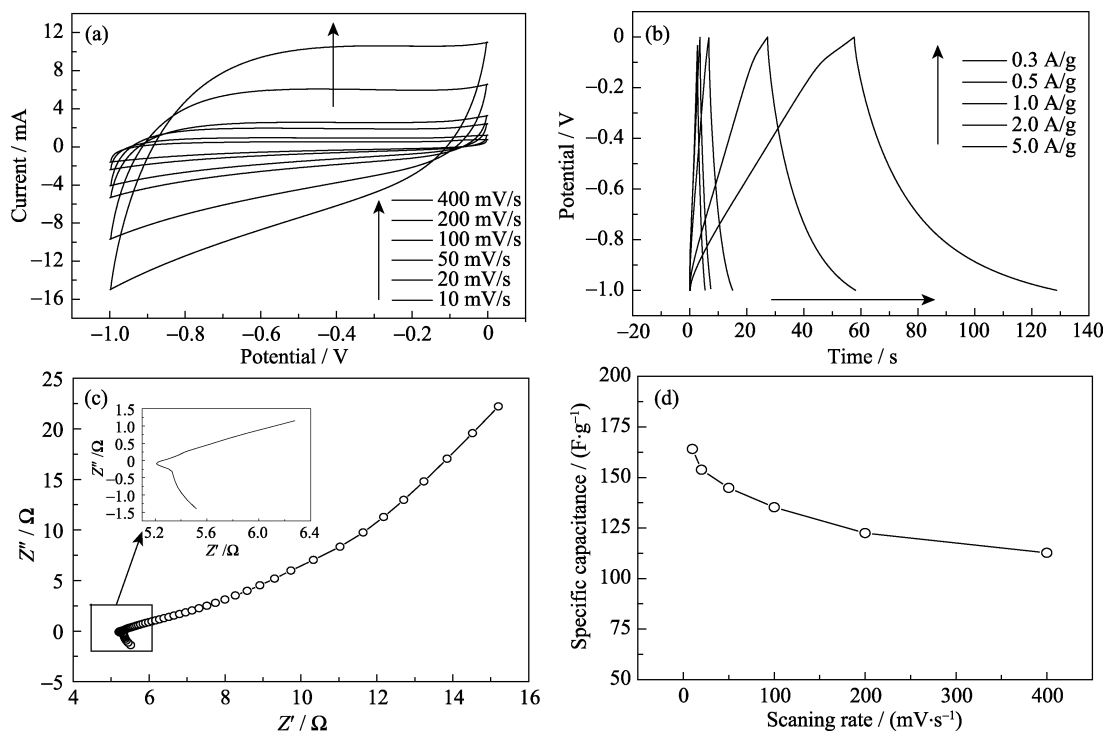 (a)
12
8
4
0
−4
−8
−12
−16
Current / mA
400 mV/s
200 mV/s
100 mV/s
50 mV/s
20 mV/s
10 mV/s
−1.0
−0.8
−0.6
−0.4
−0.2
0
Potential / V
(b)
0
−0.2
−0.4
−0.6
−0.8
−1.0
Potential / V
0.3 A/g
0.5 A/g
1.0 A/g
2.0 A/g
5.0 A/g
−20
0
20
40
60
80
100
120
140
Time / s
(c)
25
20
15
10
5
0
−5
Z″ / Ω
1.5
1.0
0.5
0
−0.5
−1.0
−1.5
Z″ /Ω
5.2
5.6
6.0
6.4
Z′ /Ω
4
6
8
10
12
14
16
Z′ / Ω
(d)
200
175
150
125
100
75
50
Specific capacitance / (F·g⁻¹)
0
100
200
300
400
Scaning rate / (mV·s⁻¹)